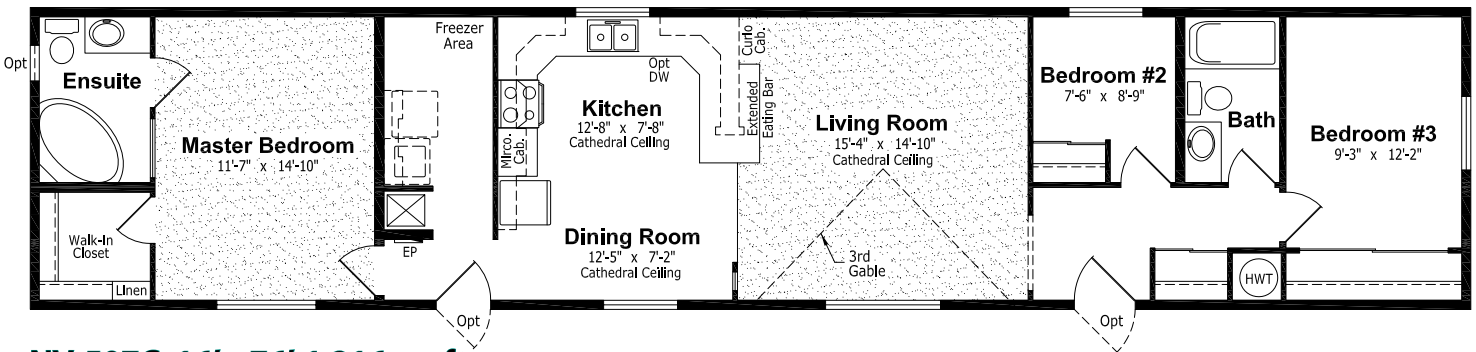 Opt
Ensuite
Master Bedroom
11'-7" x 14'-10"
Walk-In
Closet
Linen
Freezer
Area
EP
Opt
Mirco.
Cab.
Kitchen
12'-8" x 7'-8"
Cathedral Ceiling
Opt
DW
Curio
Cab.
Extended
Eating Bar
Dining Room
12'-5" x 7'-2"
Cathedral Ceiling
Living Room
15'-4" x 14'-10"
Cathedral Ceiling
3rd
Gable
Bedroom #2
7'-6" x 8'-9"
Bath
Bedroom #3
9'-3" x 12'-2"
HWT
Opt